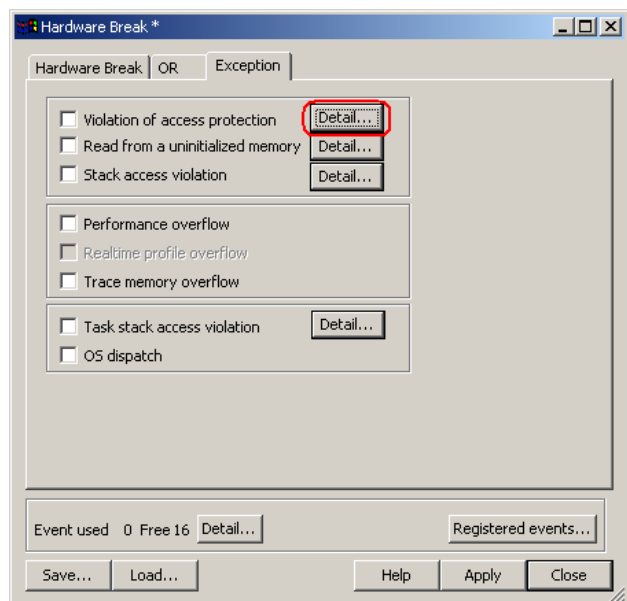 Hardware Break *
Hardware Break OR Exception
Violation of access protection Detail...
Read from a uninitialized memory Detail...
Stack access violation Detail...
Performance overflow
Realtime profile overflow
Trace memory overflow
Task stack access violation Detail...
OS dispatch
Event used 0 Free 16 Detail... Registered events...
Save... Load... Help Apply Close